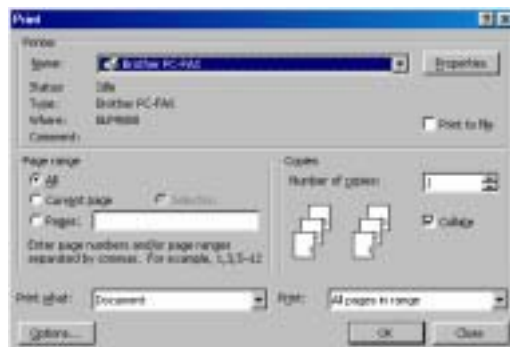 Print
Printer
Name: Brother PC-FAX
Properties
Status: Idle
Type: Brother PC-FAX
Where:
Comment:
Print to file
Page range
All
Current page Selection
Pages:
Enter page numbers and/or page ranges
separated by commas. For example, 1,3,5-12
Copies
Number of copies: 1
Collate
Print what: Document
Print: All pages in range
Options...
OK
Close